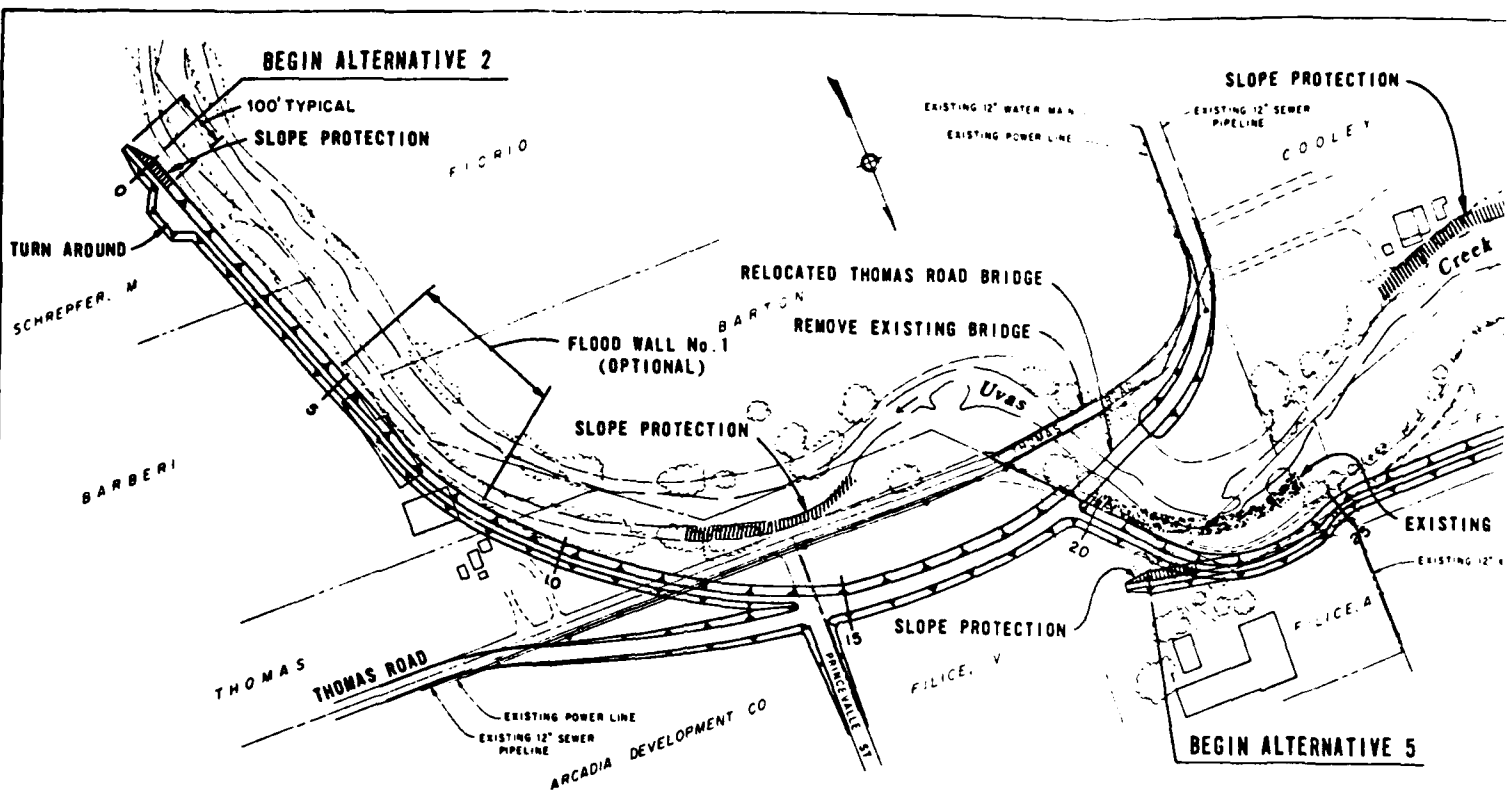 BEGIN ALTERNATIVE 2
100' TYPICAL
SLOPE PROTECTION
FIORIO
EXISTING 12" WATER MAIN
EXISTING POWER LINE
EXISTING 12" SEWER
PIPELINE
SLOPE PROTECTION
COOLEY
0
TURN AROUND
SCHREPFER, M
RELOCATED THOMAS ROAD BRIDGE
Creek
BARTON
REMOVE EXISTING BRIDGE
FLOOD WALL No.1
(OPTIONAL)
5
Uvas
SLOPE PROTECTION
BARBERI
EXISTING
20
25
10
EXISTING 12"
15
SLOPE PROTECTION
FILICE, A
THOMAS
THOMAS ROAD
PRINCEVALLE ST
FILICE, V
EXISTING POWER LINE
EXISTING 12" SEWER
PIPELINE
ARCADIA DEVELOPMENT CO
BEGIN ALTERNATIVE 5